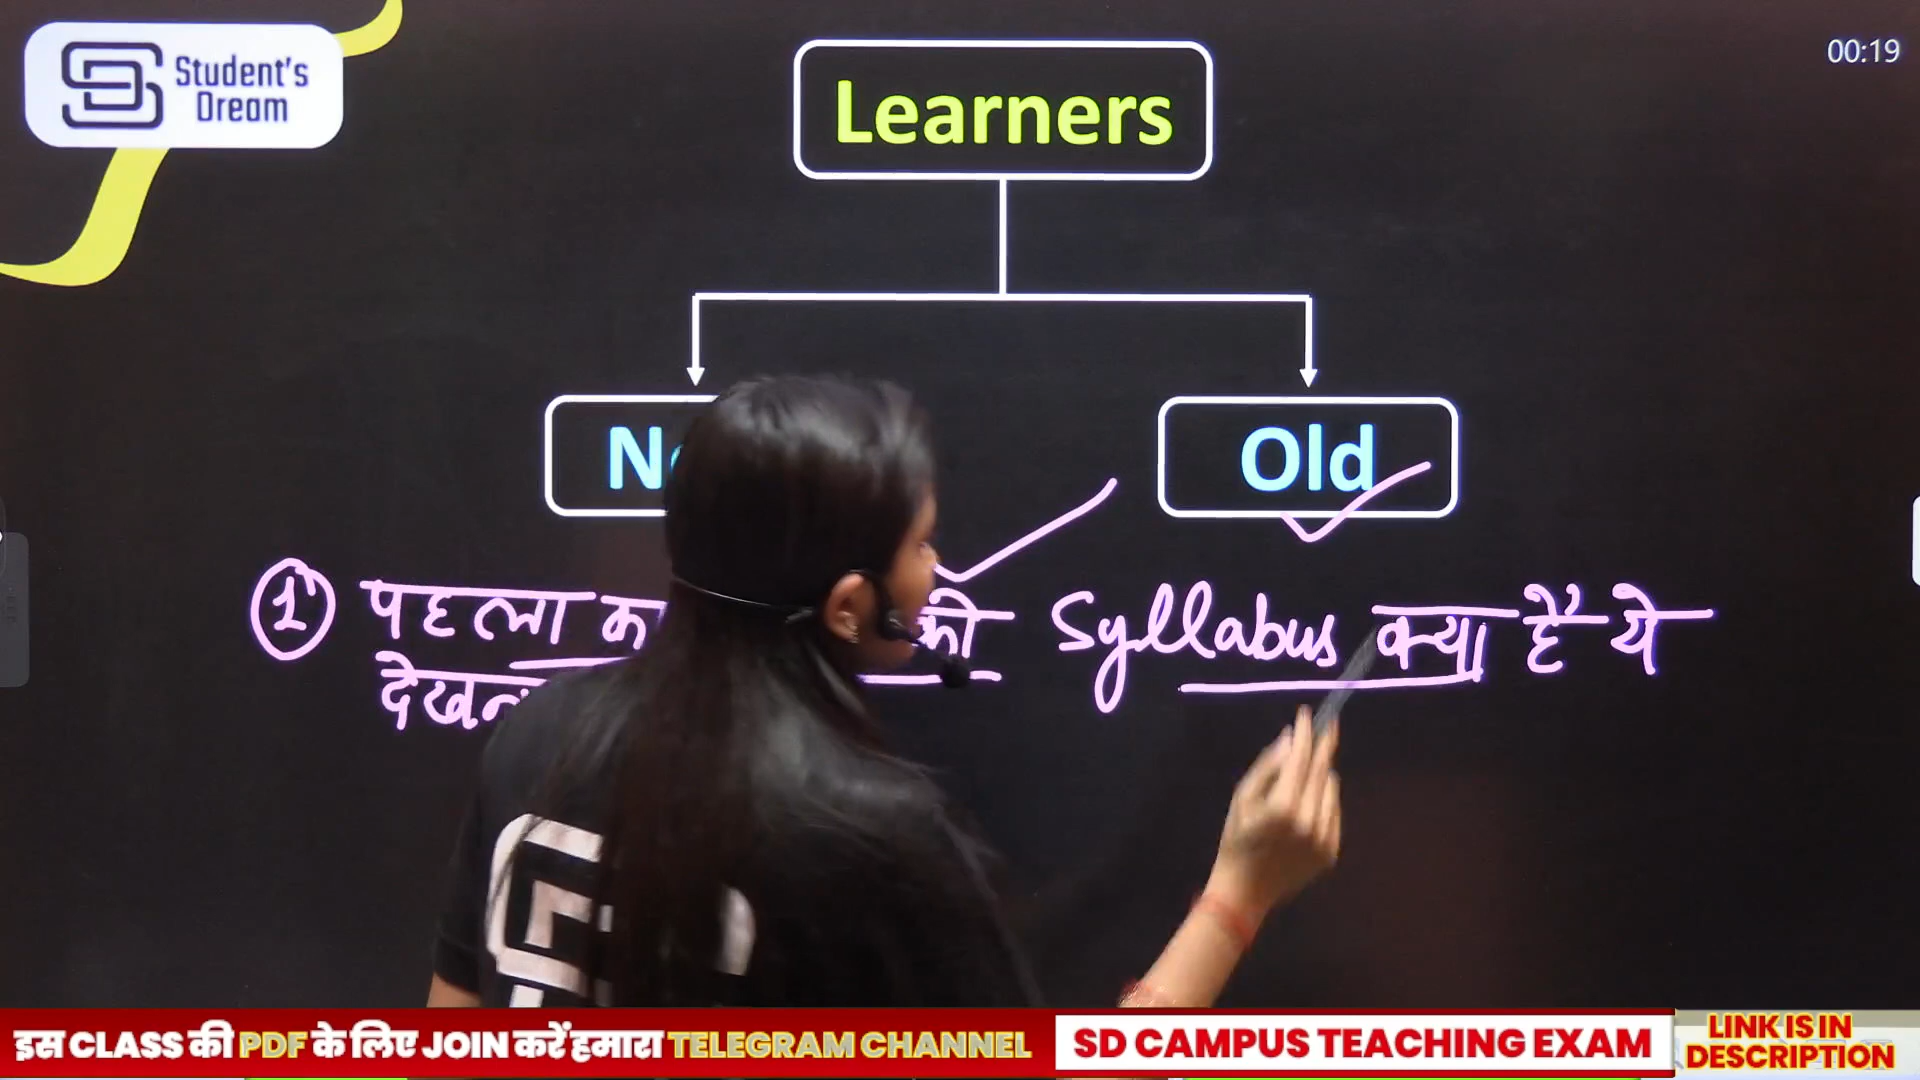 Student's
Dream
00:19
Learners
Old
① पहला की Syllabus क्या है ये
इस CLASS की PDF के लिए JOIN करें हमारा TELEGRAM CHANNEL
SD CAMPUS TEACHING EXAM
LINK IS IN
DESCRIPTION